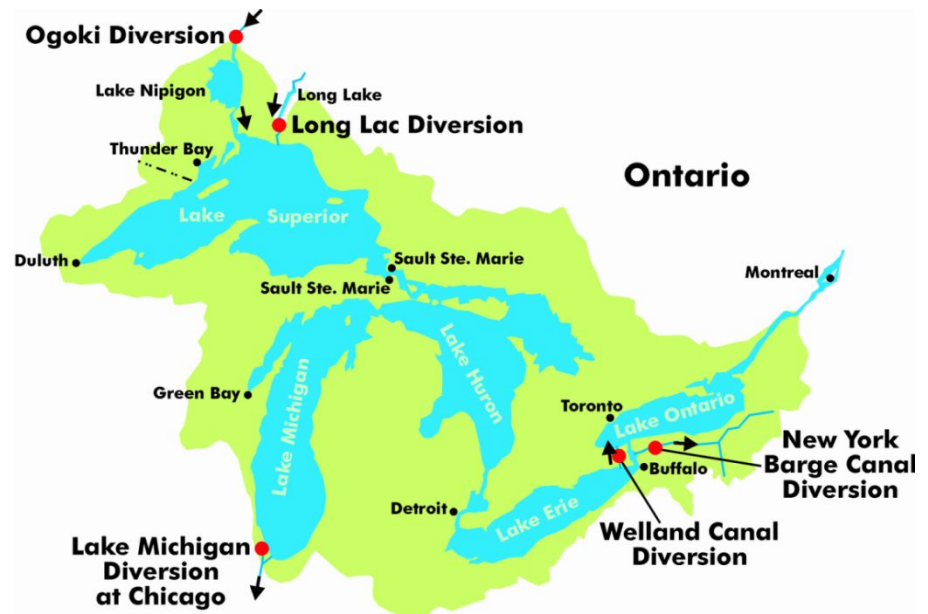 Ogoki Diversion
Lake Nipigon
Long Lake
Long Lac Diversion
Thunder Bay
Ontario
Lake Superior
Duluth
Sault Ste. Marie
Sault Ste. Marie
Montreal
Lake Michigan
Lake Huron
Green Bay
Toronto
Lake Ontario
New York
Barge Canal
Diversion
Buffalo
Detroit
Lake Erie
Welland Canal
Diversion
Lake Michigan
Diversion
at Chicago